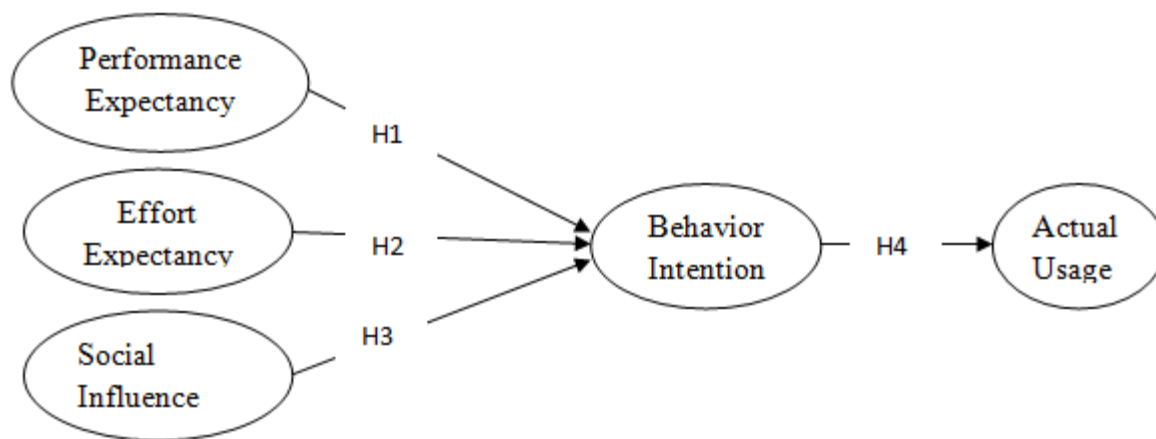 Performance
Expectancy
H1
Effort
Expectancy
H2
Social
Influence
H3
Behavior
Intention
H4
Actual
Usage